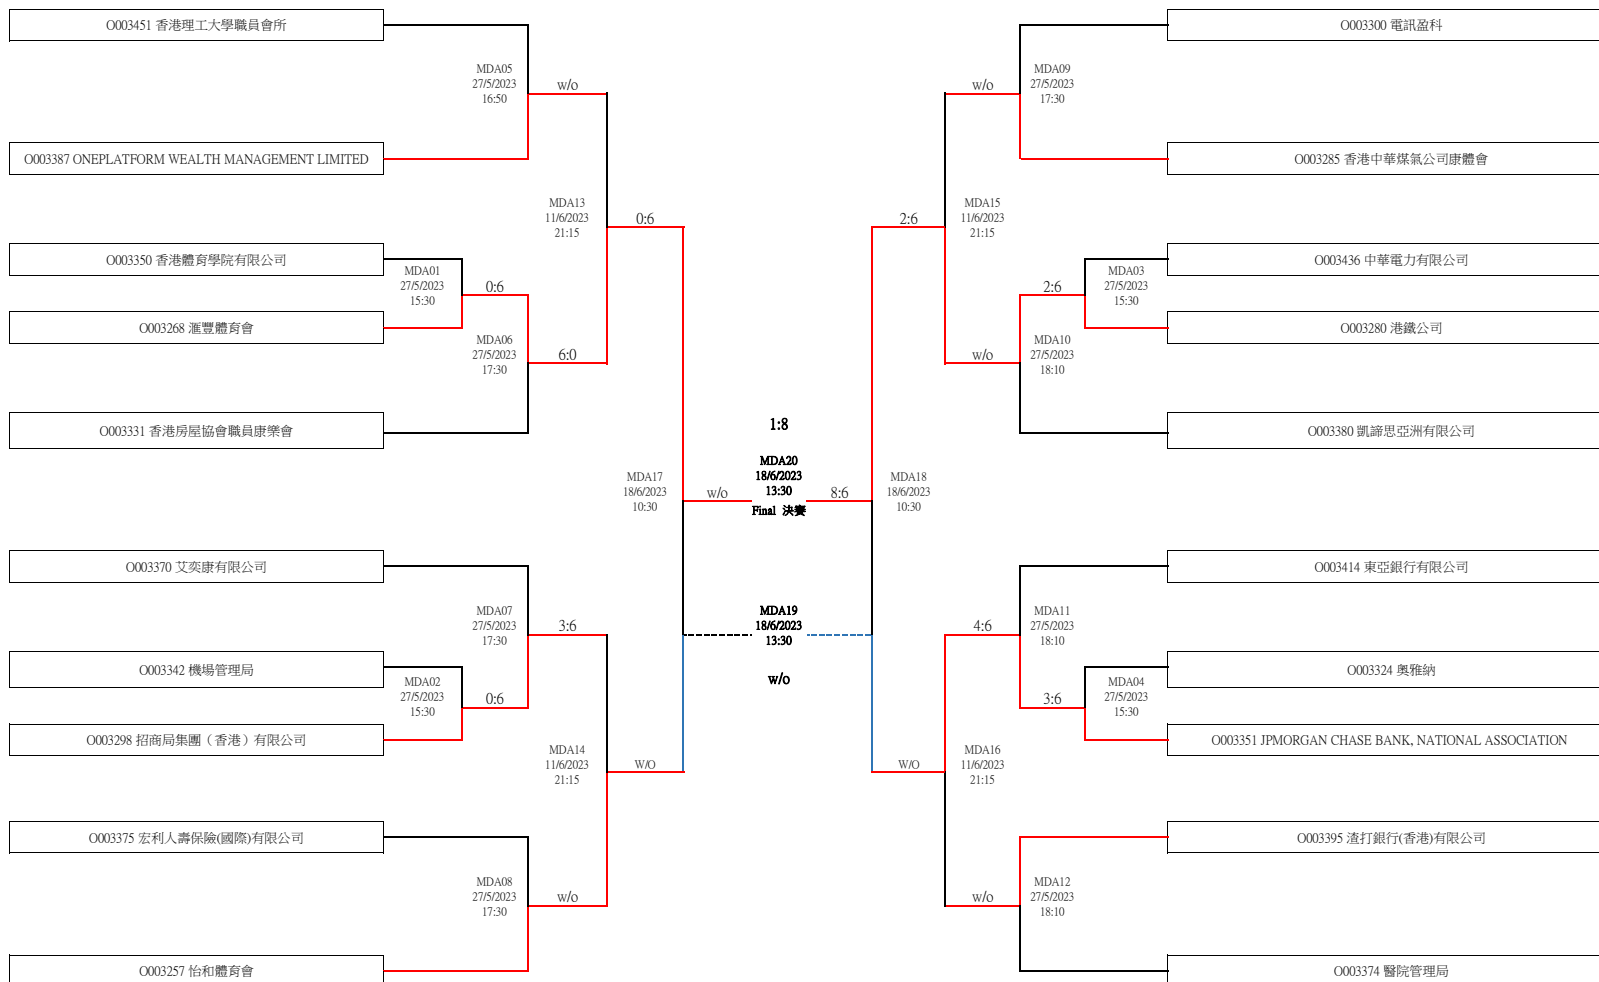 O003451 香港理工大學職員會所
MDA05
27/5/2023
16:50
w/o
O003387 ONEPLATFORM WEALTH MANAGEMENT LIMITED
MDA13
11/6/2023
21:15
0:6
O003350 香港體育學院有限公司
MDA01
27/5/2023
15:30
0:6
O003268 滙豐體育會
MDA06
27/5/2023
17:30
6:0
O003331 香港房屋協會職員康樂會
MDA17
18/6/2023
10:30
w/o
O003370 艾奕康有限公司
MDA07
27/5/2023
17:30
3:6
O003342 機場管理局
MDA02
27/5/2023
15:30
0:6
O003298 招商局集團（香港）有限公司
MDA14
11/6/2023
21:15
W/O
O003375 宏利人壽保險(國際)有限公司
MDA08
27/5/2023
17:30
w/o
O003257 怡和體育會
1:8
MDA20
18/6/2023
13:30
Final 決賽
MDA19
18/6/2023
13:30
w/o
O003300 電訊盈科
w/o
MDA09
27/5/2023
17:30
O003285 香港中華煤氣公司康體會
2:6
MDA15
11/6/2023
21:15
O003436 中華電力有限公司
2:6
MDA03
27/5/2023
15:30
O003280 港鐵公司
w/o
MDA10
27/5/2023
18:10
O003380 凱諦思亞洲有限公司
8:6
MDA18
18/6/2023
10:30
O003414 東亞銀行有限公司
4:6
MDA11
27/5/2023
18:10
O003324 奧雅納
3:6
MDA04
27/5/2023
15:30
O003351 JPMORGAN CHASE BANK, NATIONAL ASSOCIATION
W/O
MDA16
11/6/2023
21:15
O003395 渣打銀行(香港)有限公司
w/o
MDA12
27/5/2023
18:10
O003374 醫院管理局